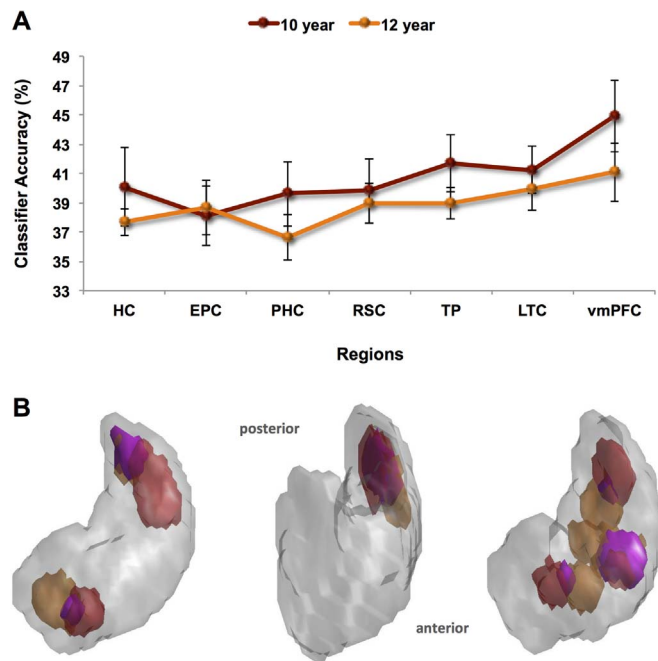 A
10 year 12 year
Classifier Accuracy (%)
49
47
45
43
41
39
37
35
33
HC EPC PHC RSC TP LTC vmPFC
Regions
B
posterior
anterior